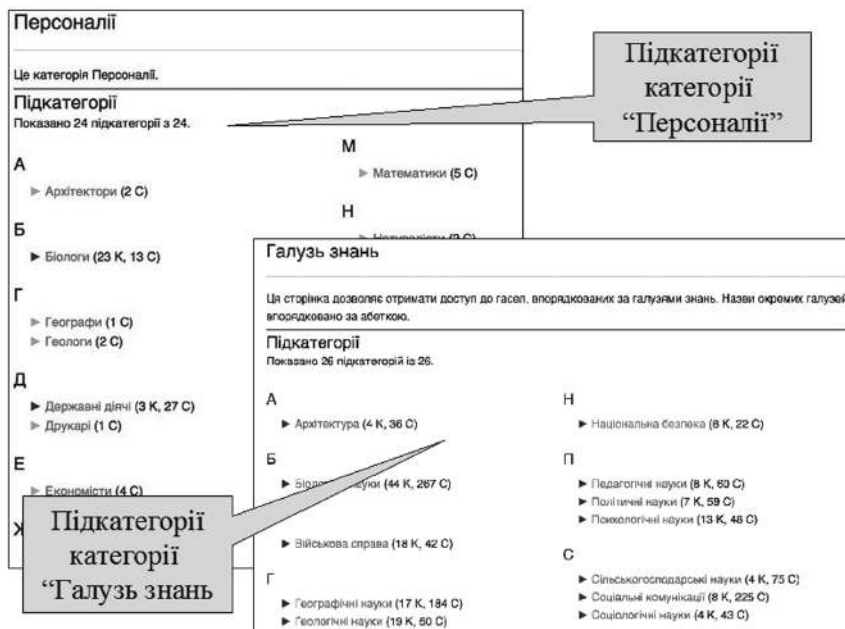 Персоналії
Це категорія Персоналії.
Підкатегорії
Показано 24 підкатегорії з 24.
А
► Архітектори (2 С)
Б
► Біологи (23 К, 13 С)
Г
► Географи (1 С)
► Геологи (2 С)
Д
► Державні діячі (3 К, 27 С)
► Друкарі (1 С)
Е
► Економісти (4 С)
Ж
М
► Математики (5 С)
Н
Підкатегорії
категорії
“Персоналії”
Галузь знань
Ця сторінка дозволяє отримати доступ до гасел, впорядкованих за галузями знань. Назви окремих галузей
впорядковано за абеткою.
Підкатегорії
Показано 26 підкатегорій із 26.
А
► Архітектура (4 К, 36 С)
Б
► науки (44 К, 267 С)
► Військова справа (18 К, 42 С)
Г
► Географічні науки (17 К, 184 С)
► Геологічні науки (19 К, 50 С)
Н
► Національна безпека (8 К, 22 С)
П
► Педагогічні науки (8 К, 60 С)
► Політичні науки (7 К, 59 С)
► Психологічні науки (13 К, 48 С)
С
► Сільськогосподарські науки (4 К, 75 С)
► Соціальні комунікації (8 К, 225 С)
► Соціологічні науки (4 К, 43 С)
Підкатегорії
категорії
“Галузь знань